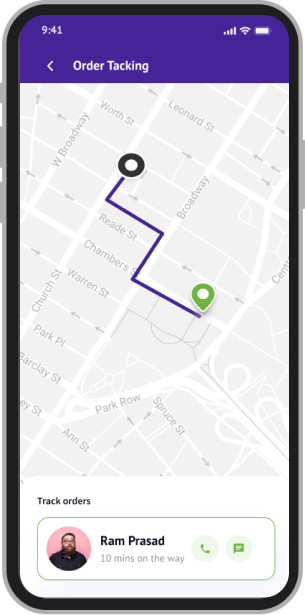 9:41
Order Tacking
Worth St
Leonard St
W Broadway
Broadway
Reade St
Chambers S
Church St
Warren St
Cent
Park Pl
Barclay St
ey St
Park Row
Spruce St
Ann St
Track orders
Ram Prasad
10 mins on the way